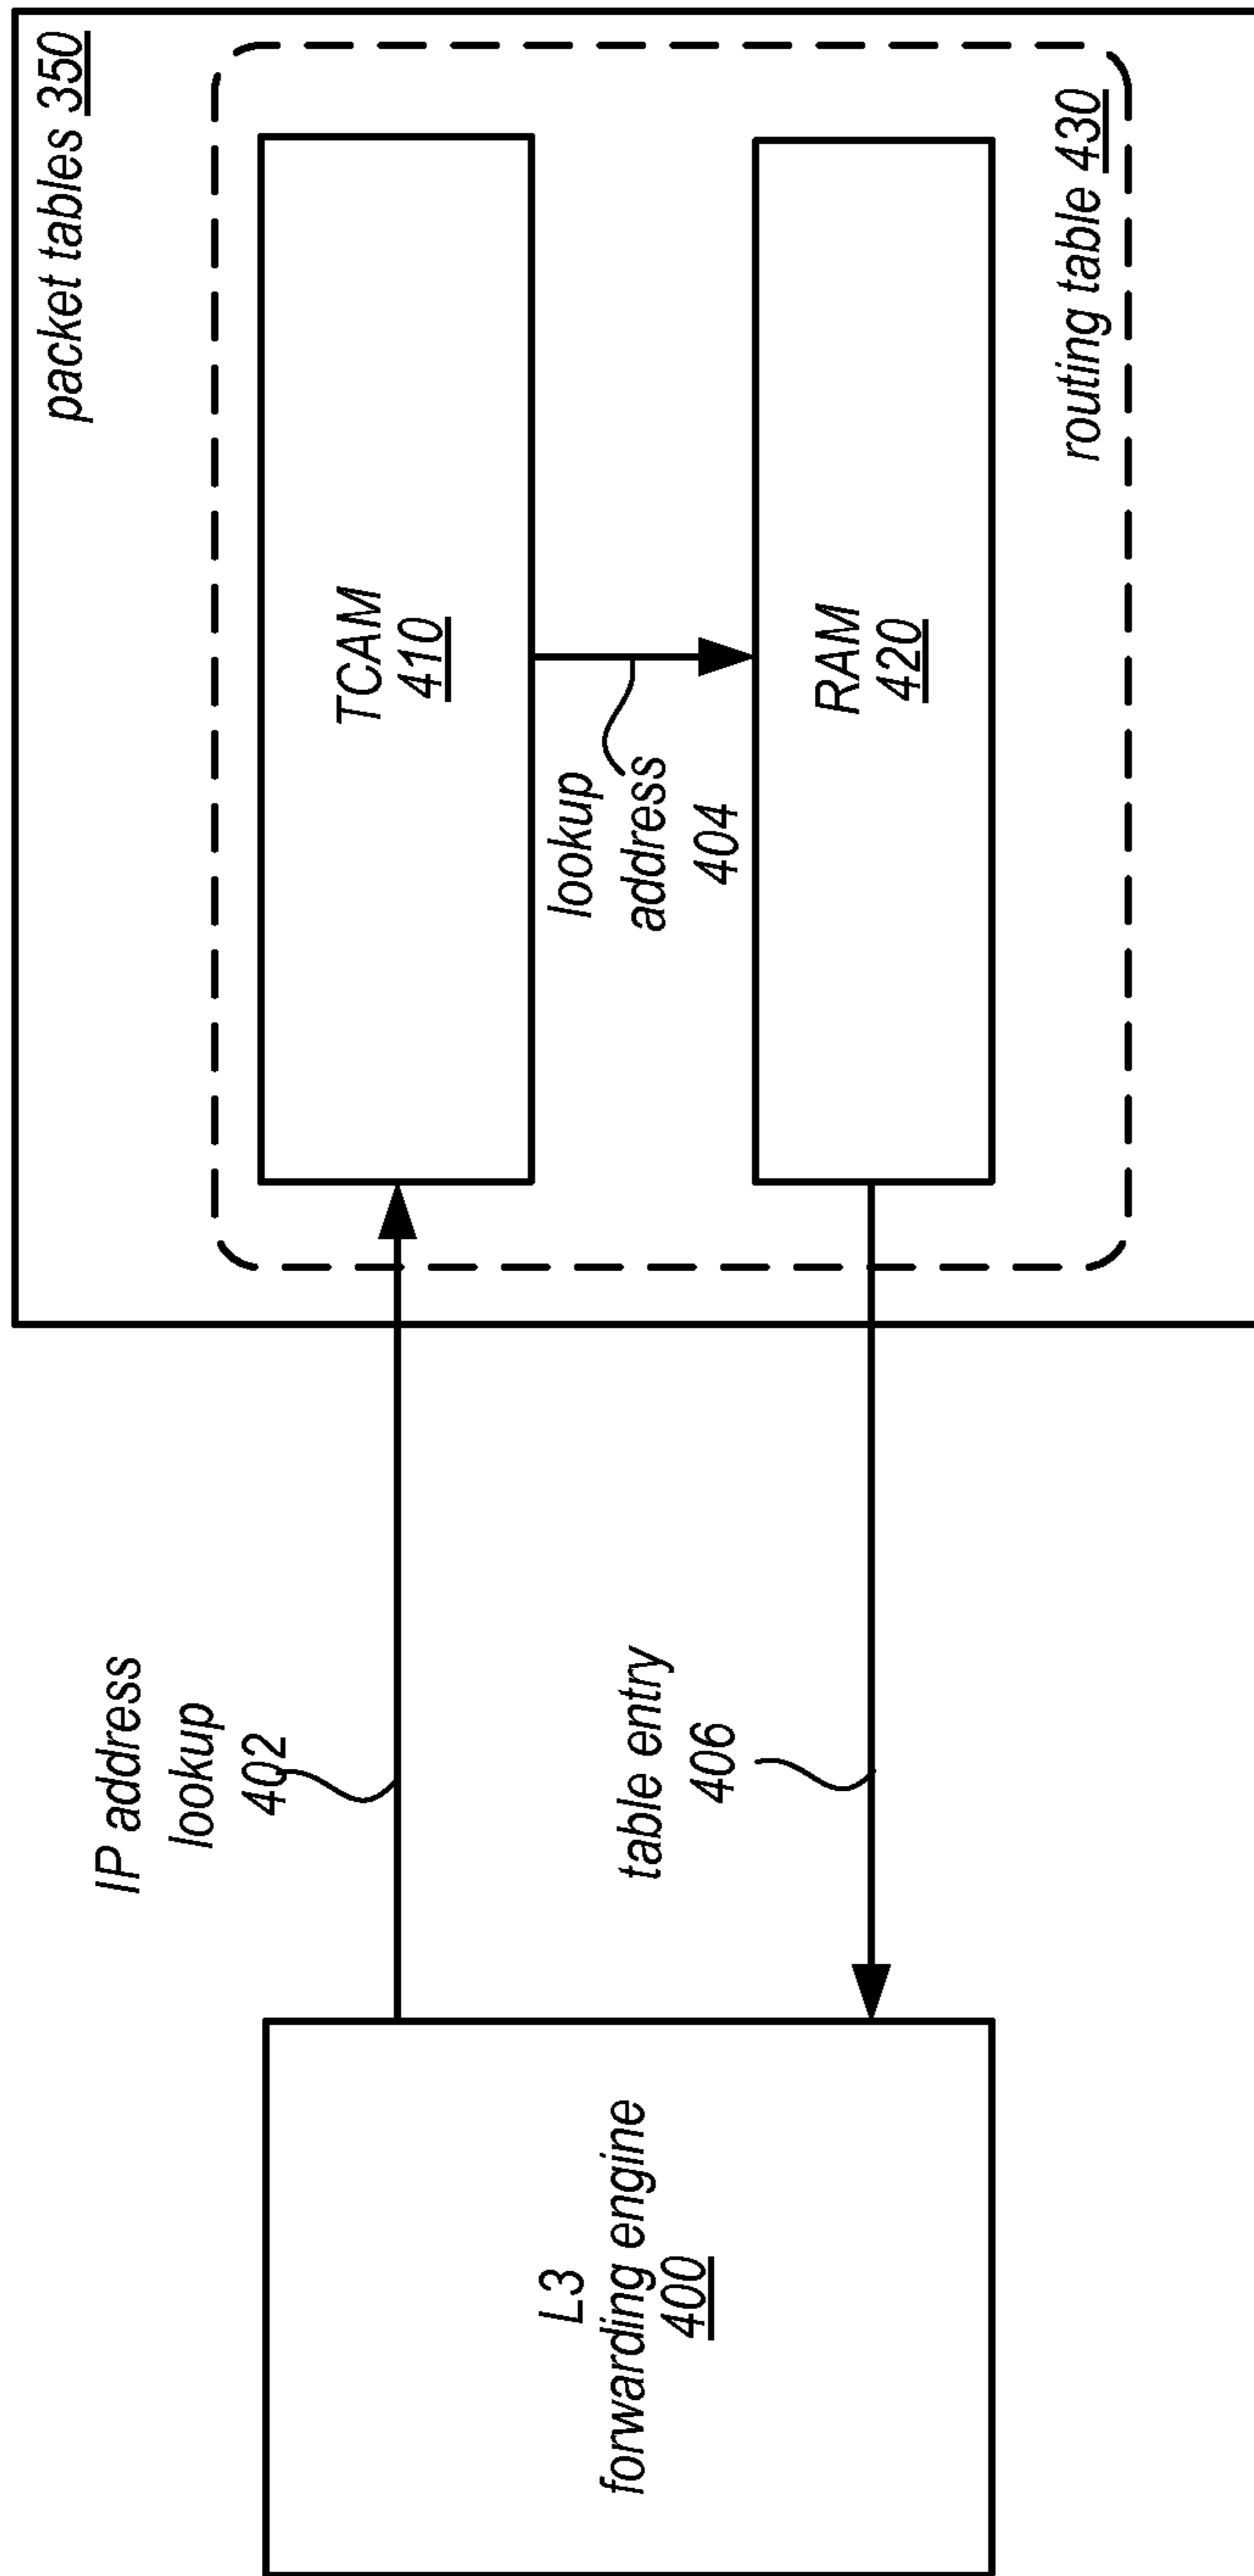 packet tables 350
IP address
lookup
402
TCAM
410
L3
forwarding engine
400
lookup
address
404
table entry
406
RAM
420
routing table 430